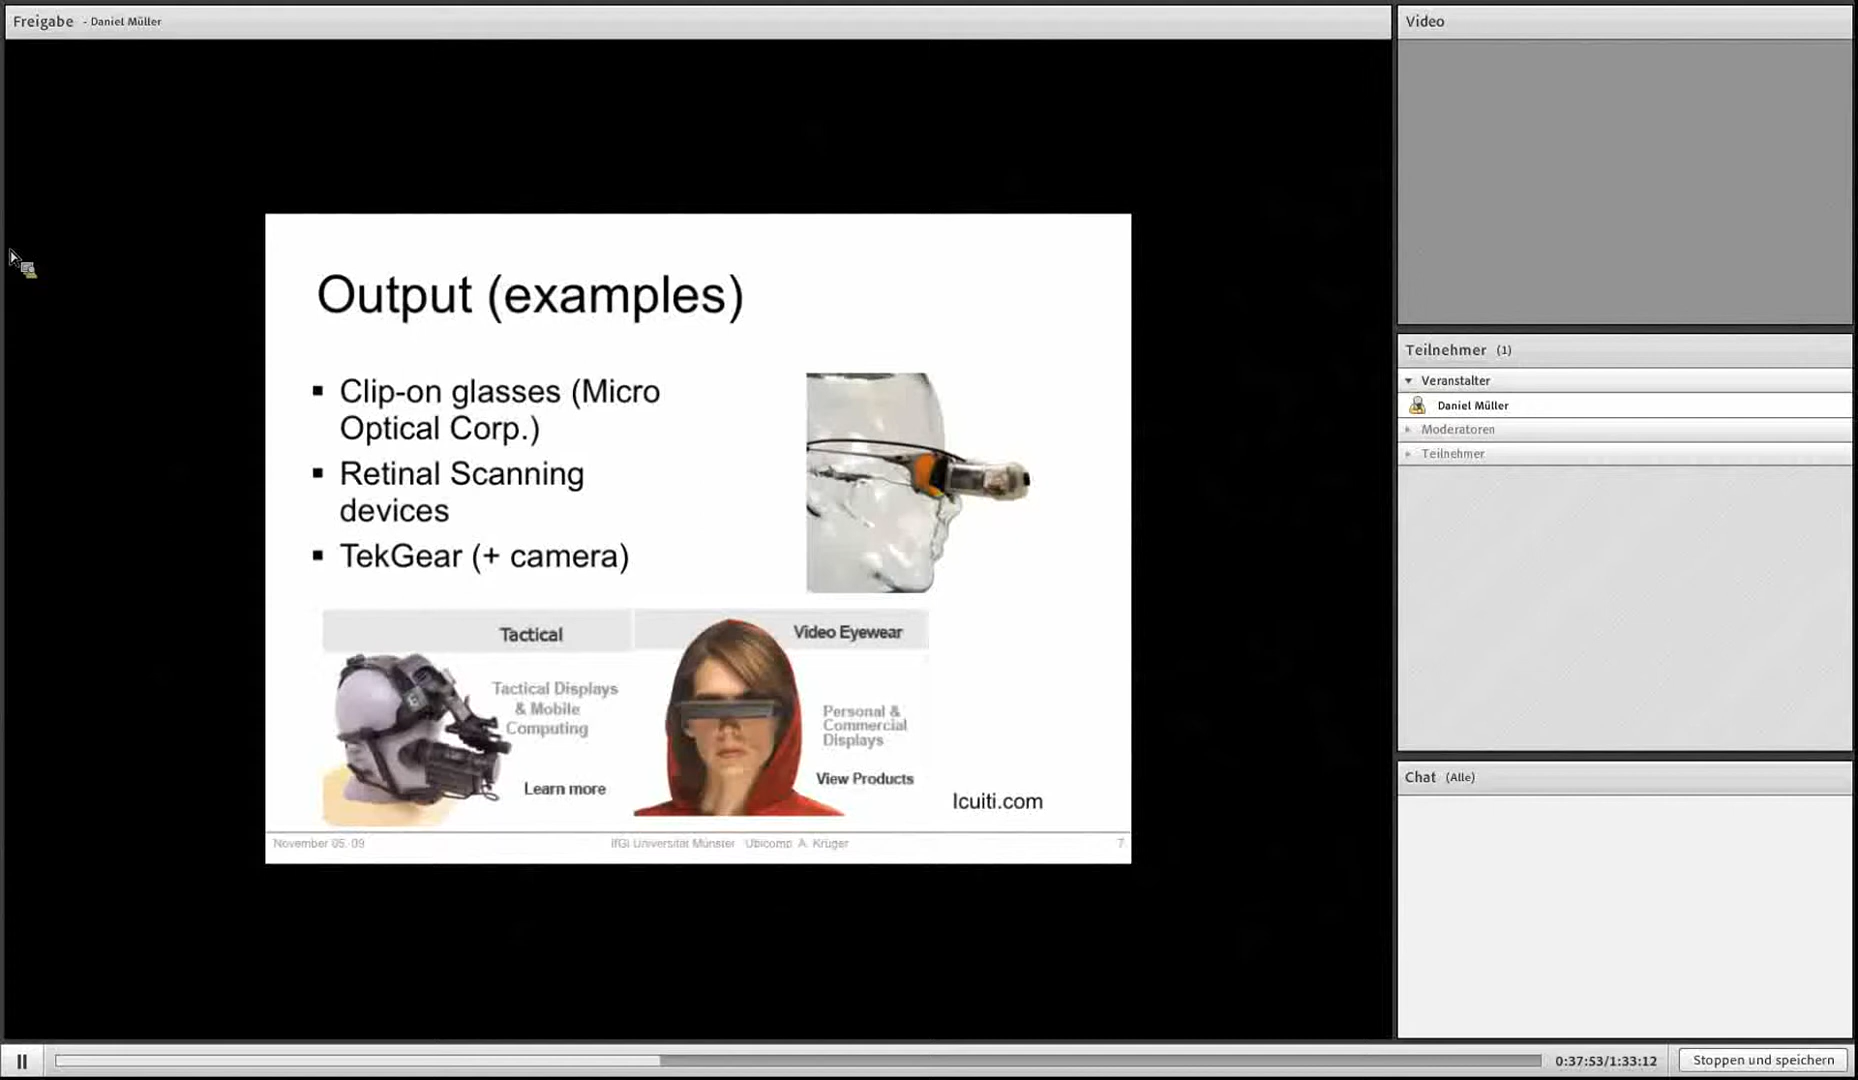 Freigabe - Daniel Müller
Output (examples)
▪ Clip-on glasses (Micro
Optical Corp.)
▪ Retinal Scanning
devices
▪ TekGear (+ camera)
Tactical
Tactical Displays
& Mobile
Computing
Learn more
Video Eyewear
Personal &
Commercial
Displays
View Products
Icuiti.com
November 05, 09
IfGI Universität Münster Ubicomp A. Krüger
7
Video
Teilnehmer (1)
Veranstalter
Daniel Müller
Moderatoren
Teilnehmer
Chat (Alle)
0:37:53/1:33:12
Stoppen und speichern